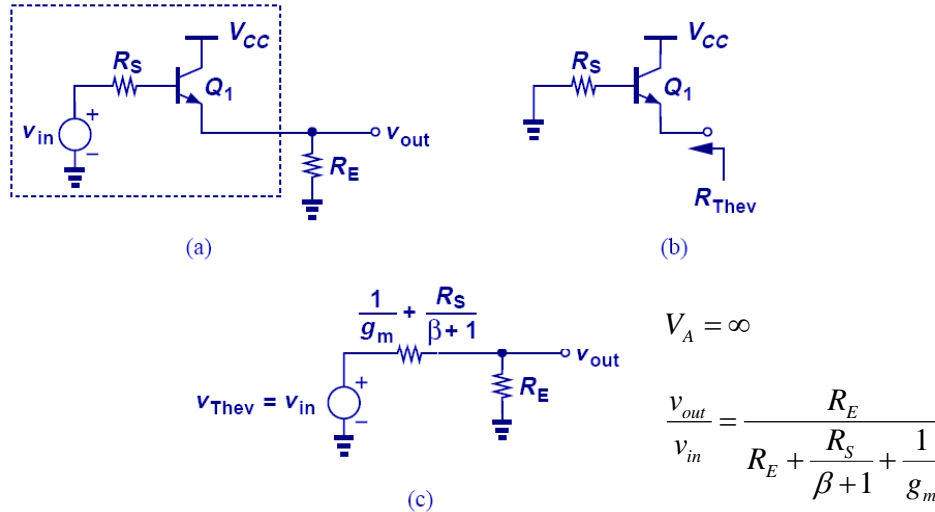 V_CC
R_S
Q_1
v_in
+
−
v_out
R_E
(a)
V_CC
R_S
Q_1
R_Thev
(b)
1/g_m + R_S/(β+1)
v_out
v_Thev = v_in
+
−
R_E
(c)
V_A = ∞
v_out/v_in = R_E/(R_E + R_S/(β+1) + 1/g_m)